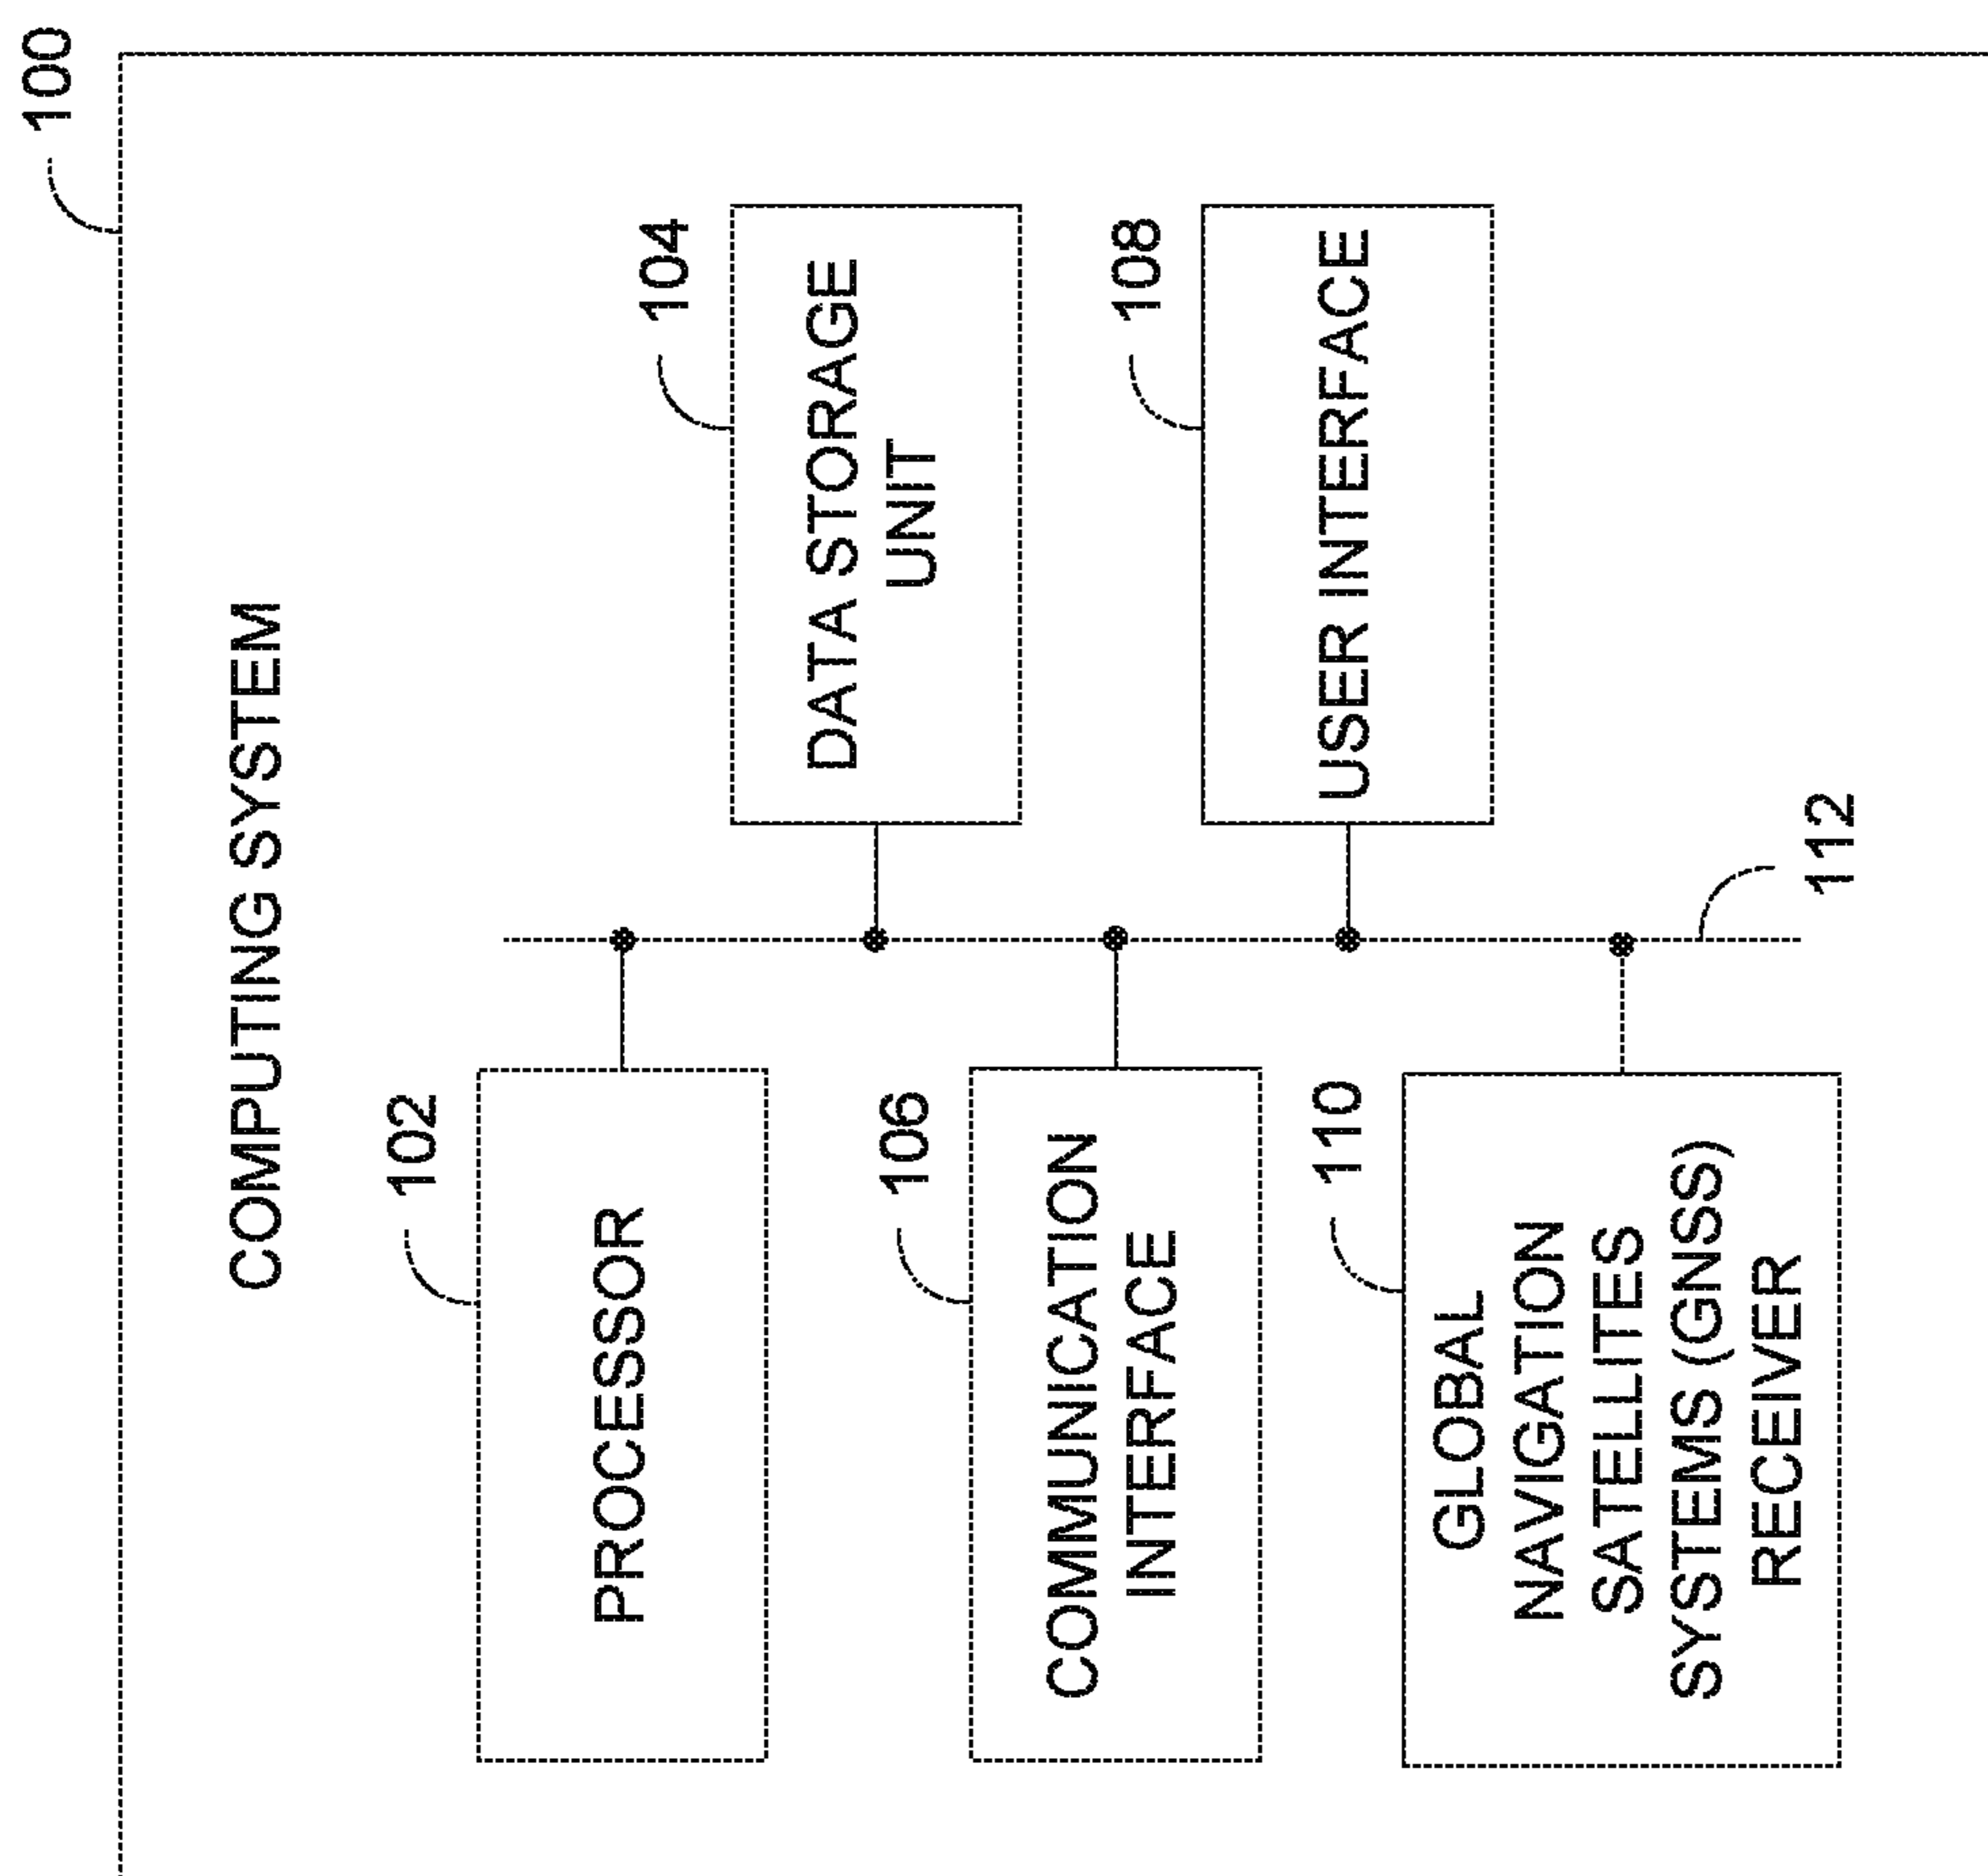 100
COMPUTING SYSTEM
102
PROCESSOR
104
DATA STORAGE
UNIT
106
COMMUNICATION
INTERFACE
108
USER INTERFACE
110
GLOBAL
NAVIGATION
SATELLITES
SYSTEMS (GNSS)
RECEIVER
112